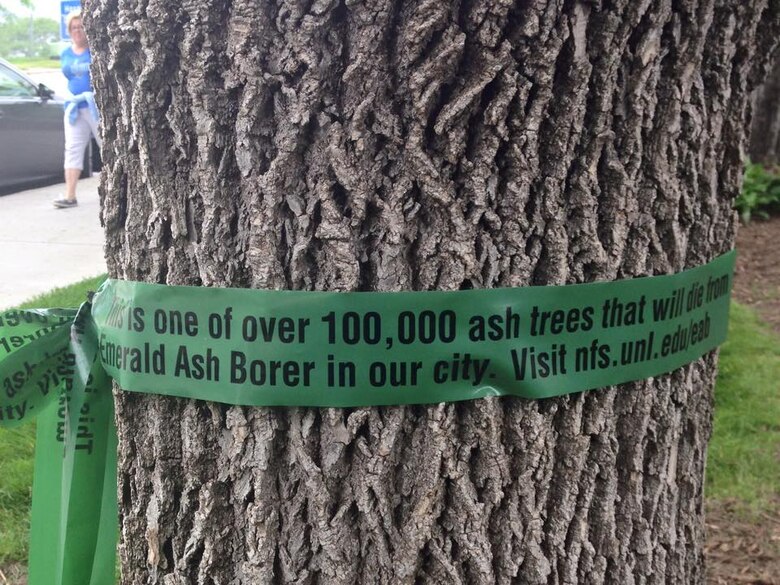 This is one of over 100,000 ash trees that will die from
Emerald Ash Borer in our city. Visit nfs.unl.edu/eab